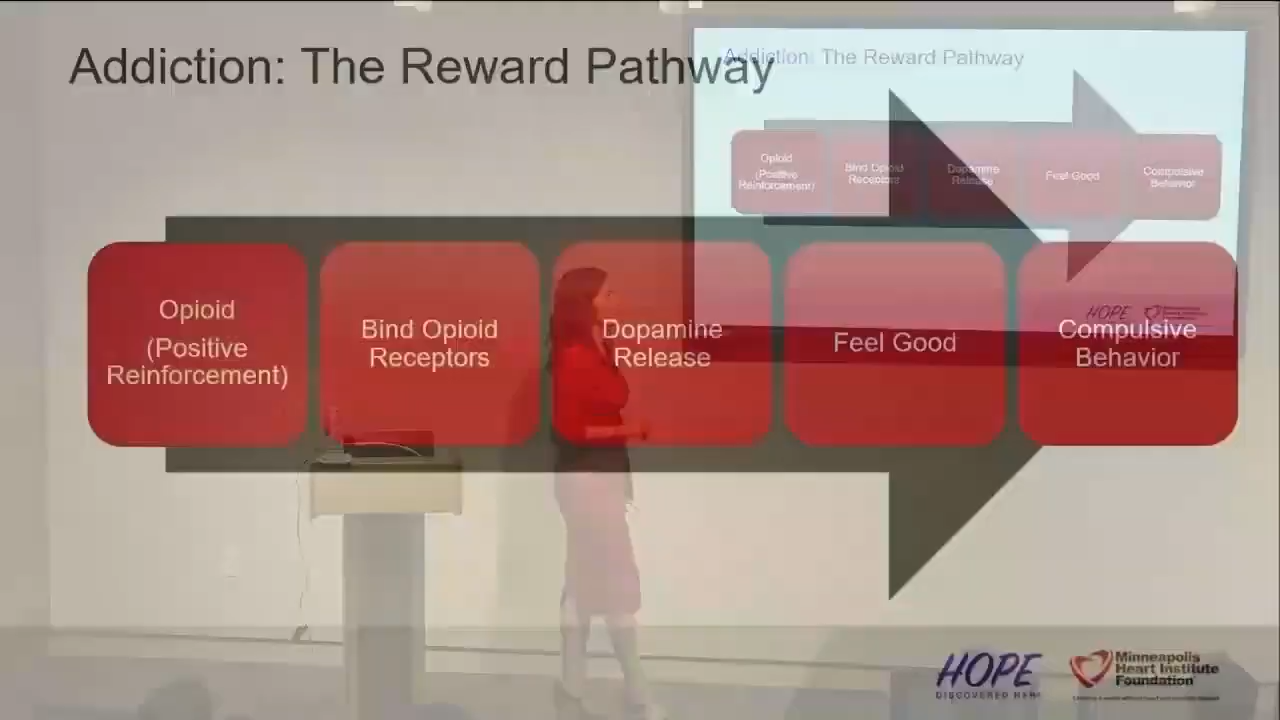 Addiction: The Reward Pathway
Opioid
(Positive
Reinforcement)
Bind Opioid
Receptors
Dopamine
Release
Feel Good
Compulsive
Behavior
Addiction: The Reward Pathway
Opioid
(Positive
Reinforcement)
Bind Opioid
Receptors
Dopamine
Release
Feel Good
Compulsive
Behavior
HOPE
HOPE
DISCOVERED HERE
Minneapolis
Heart Institute
Foundation